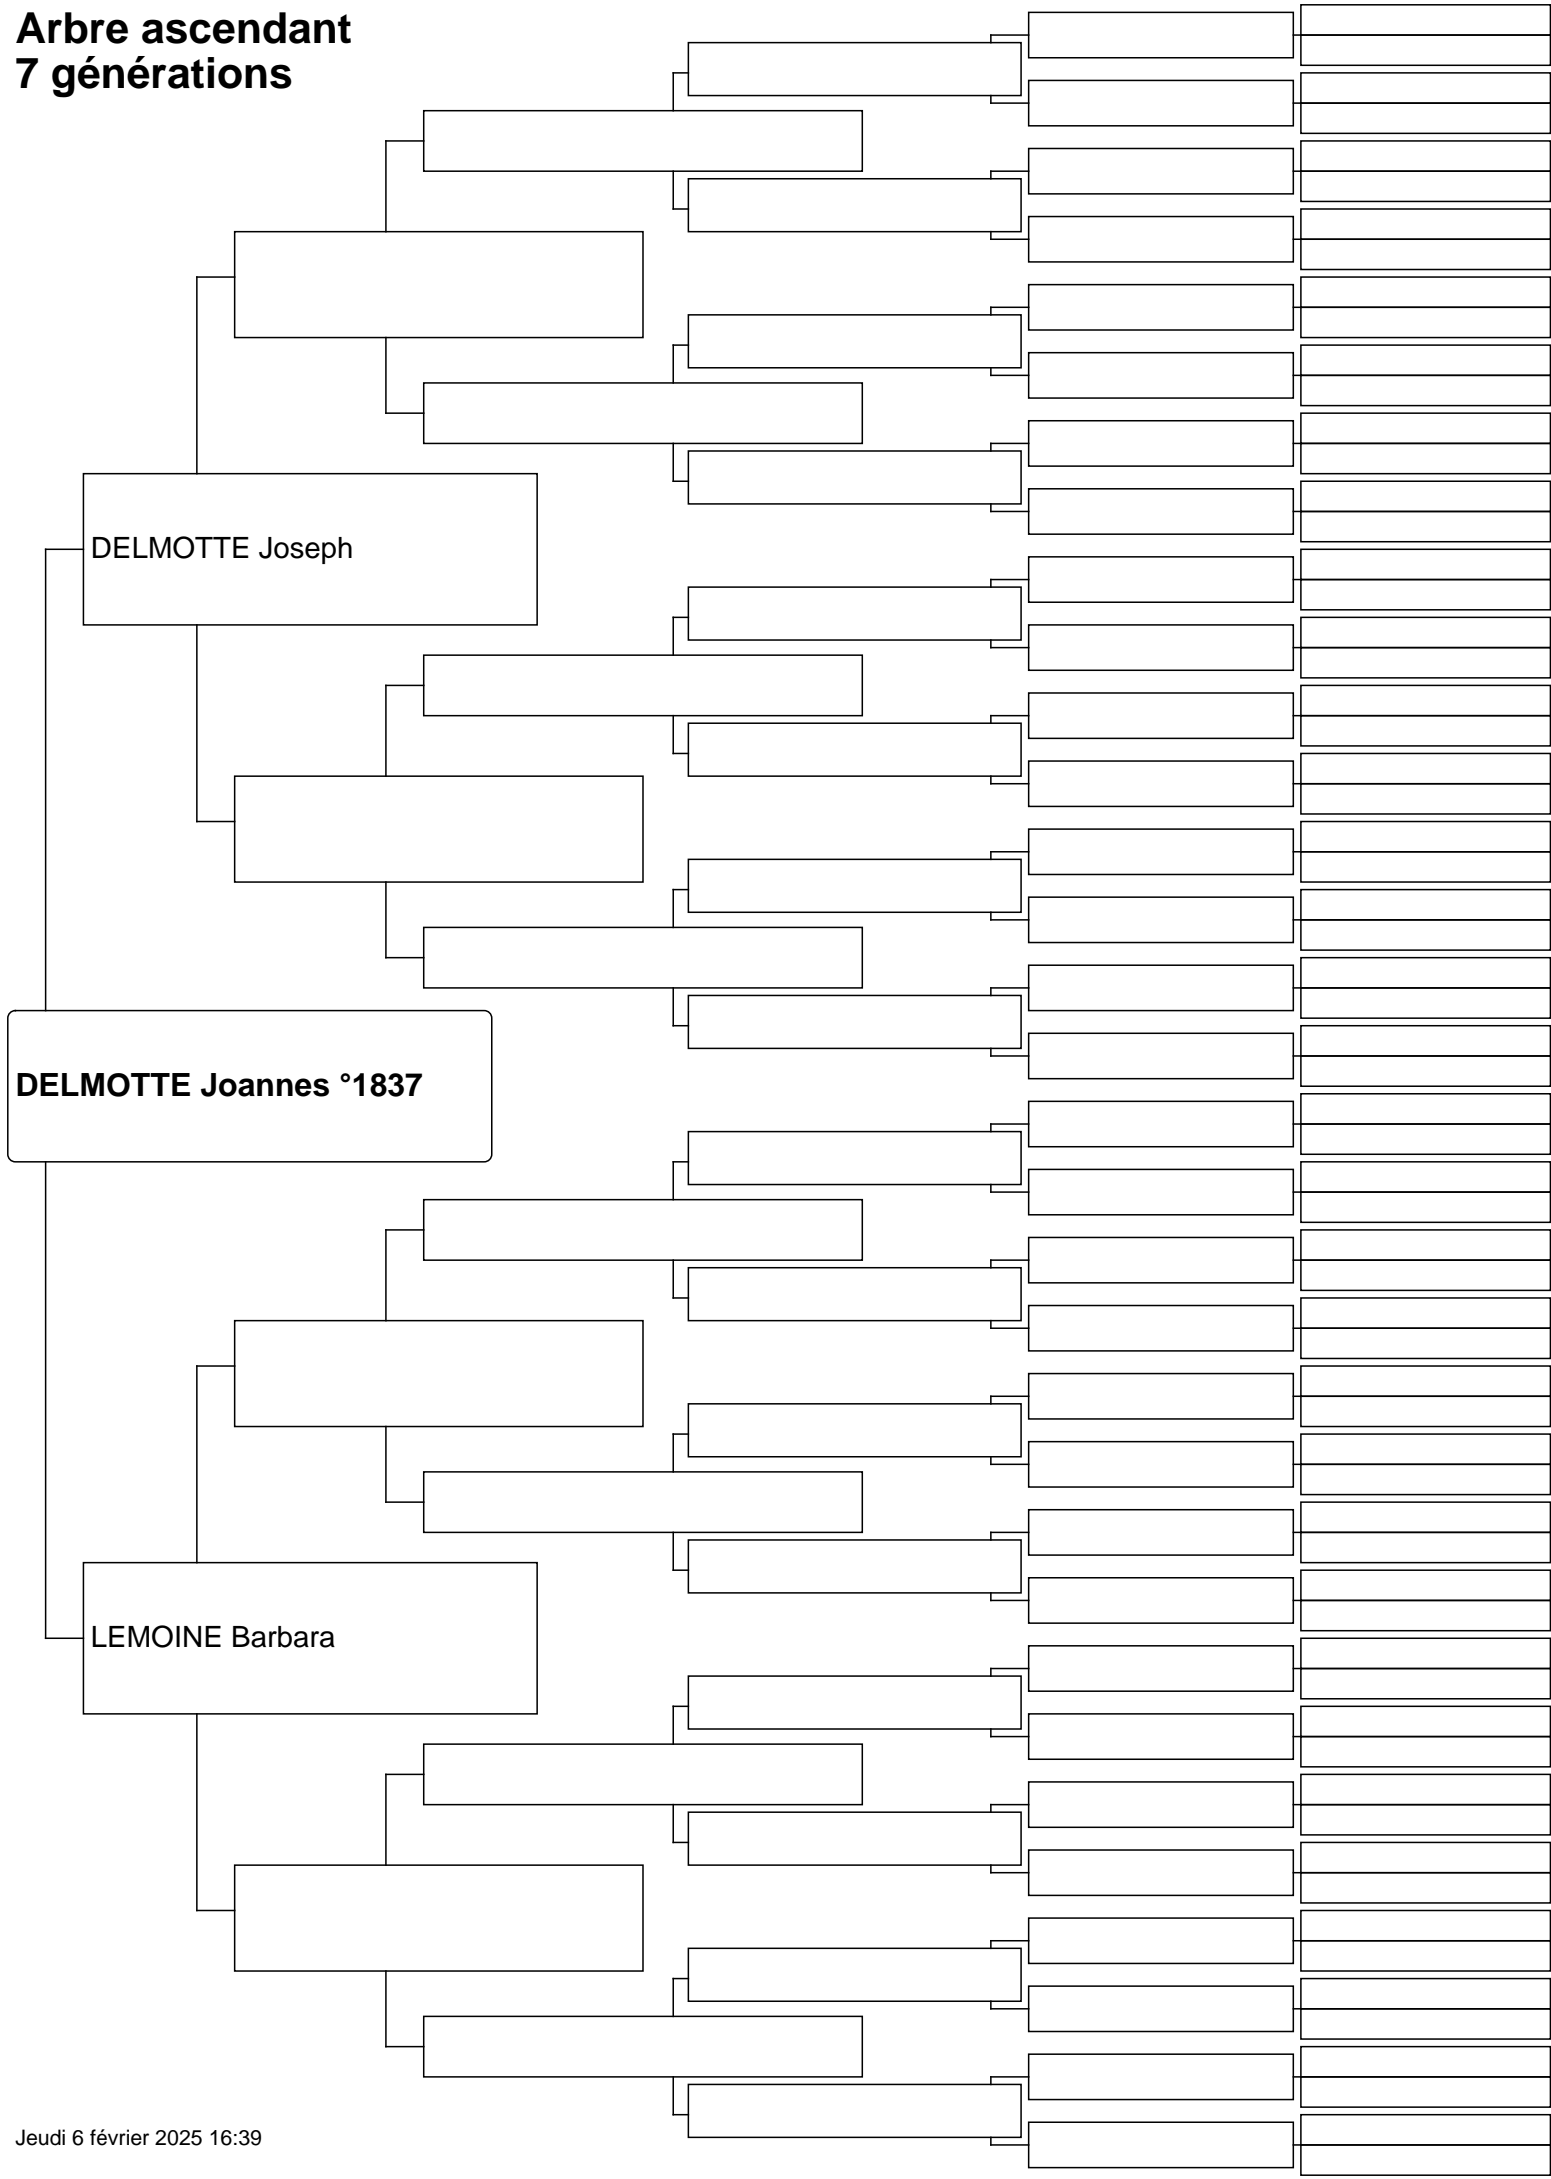 Arbre ascendant
7 générations
DELMOTTE Joseph
DELMOTTE Joannes °1837
LEMOINE Barbara
Jeudi 6 février 2025 16:39